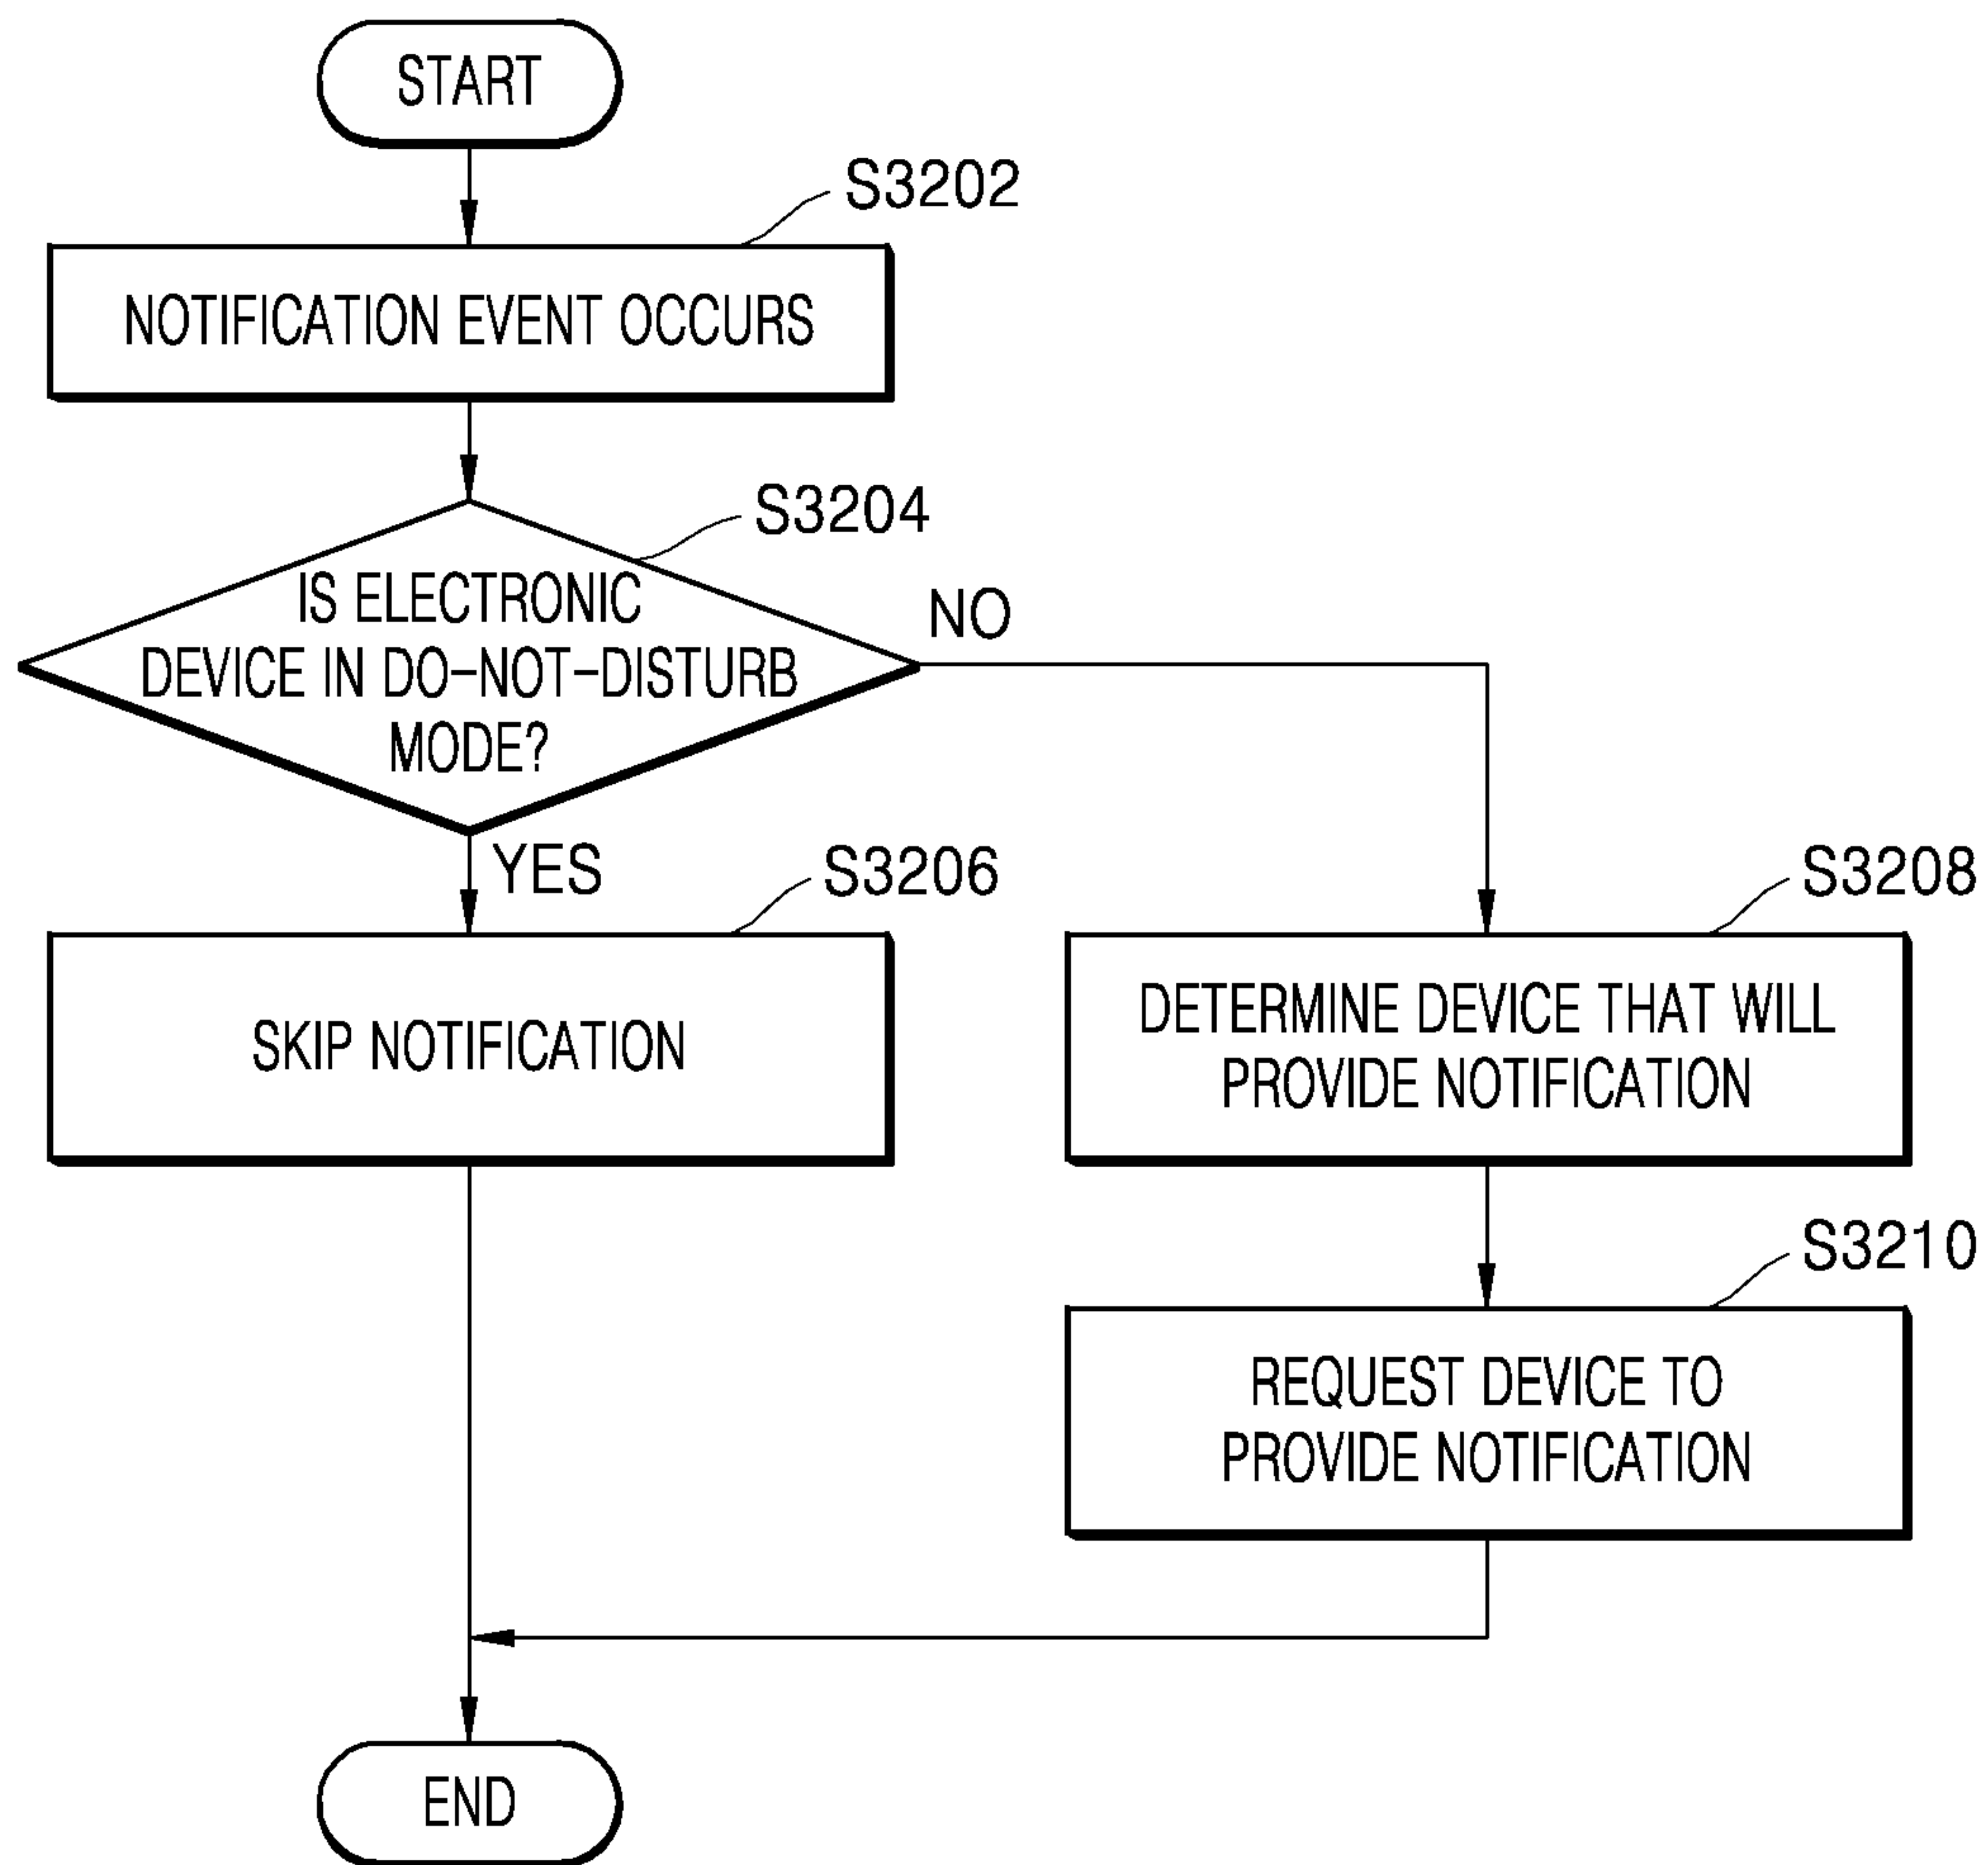 START
S3202
NOTIFICATION EVENT OCCURS
S3204
IS ELECTRONIC
DEVICE IN DO-NOT-DISTURB
MODE?
NO
YES
S3206
SKIP NOTIFICATION
S3208
DETERMINE DEVICE THAT WILL
PROVIDE NOTIFICATION
S3210
REQUEST DEVICE TO
PROVIDE NOTIFICATION
END